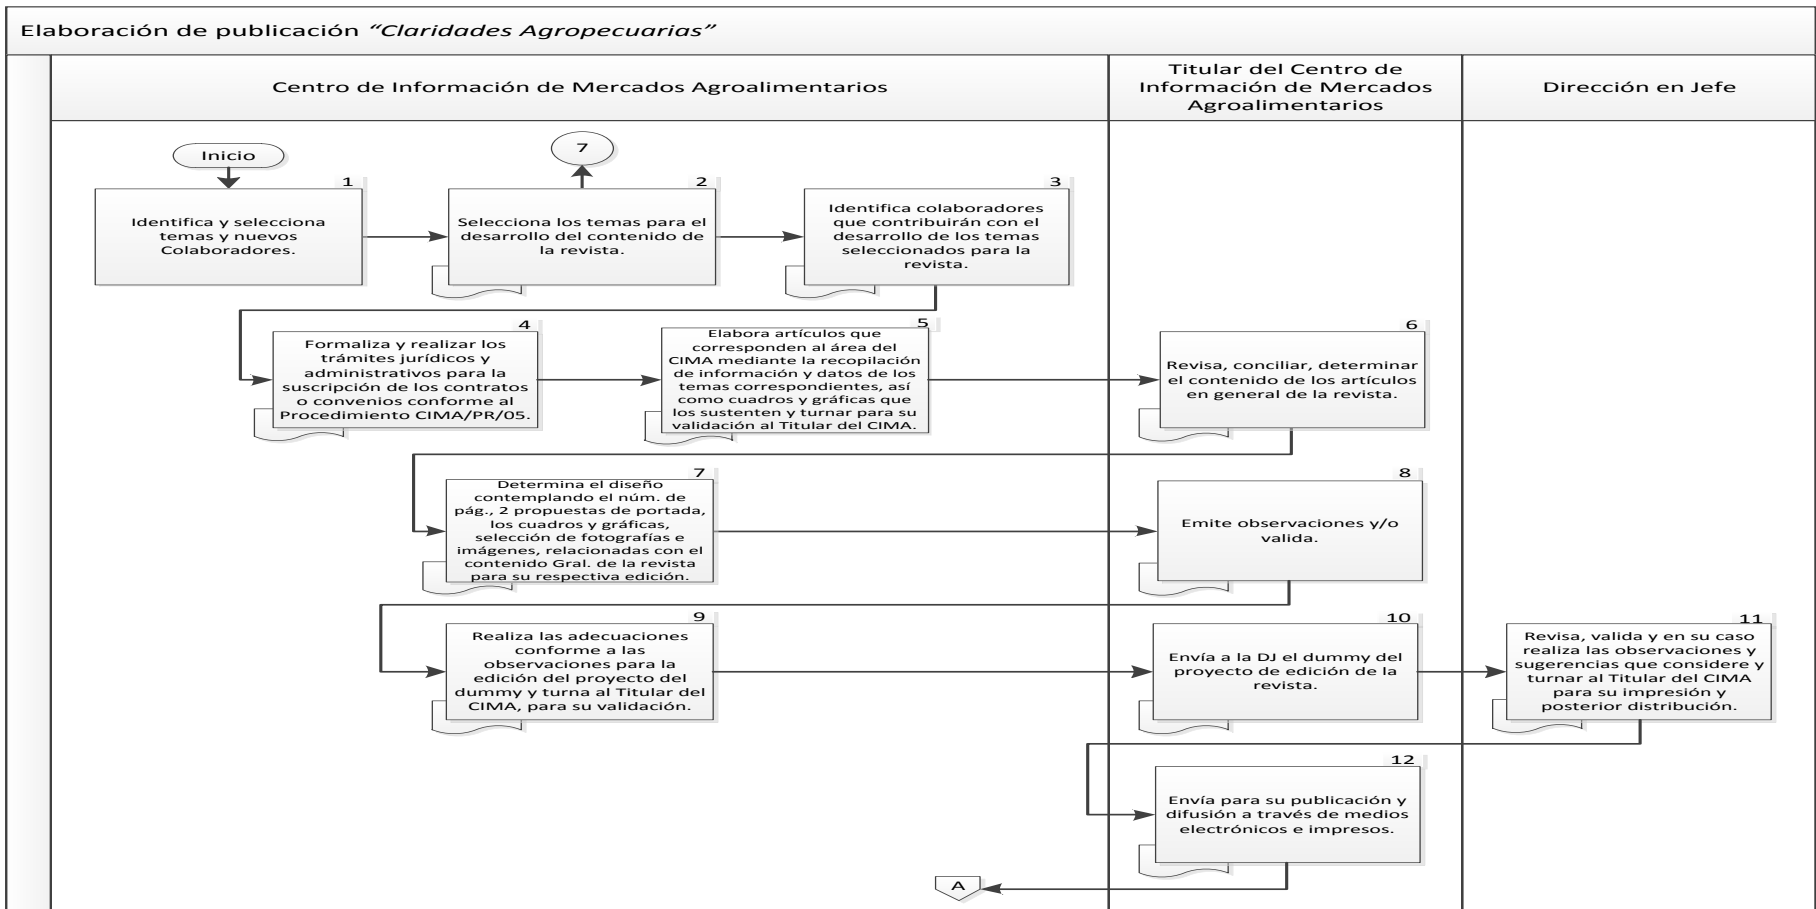 Elaboración de publicación “Claridades Agropecuarias”
Centro de Información de Mercados Agroalimentarios
Titular del Centro de
Información de Mercados
Agroalimentarios
Dirección en Jefe
Inicio
7
1
Identifica y selecciona
temas y nuevos
Colaboradores.
2
Selecciona los temas para el
desarrollo del contenido de
la revista.
3
Identifica colaboradores
que contribuirán con el
desarrollo de los temas
seleccionados para la
revista.
4
Formaliza y realizar los
trámites jurídicos y
administrativos para la
suscripción de los contratos
o convenios conforme al
Procedimiento CIMA/PR/05.
5
Elabora artículos que
corresponden al área del
CIMA mediante la recopilación
de información y datos de los
temas correspondientes, así
como cuadros y gráficas que
los sustenten y turnar para su
validación al Titular del CIMA.
6
Revisa, conciliar, determinar
el contenido de los artículos
en general de la revista.
7
Determina el diseño
contemplando el núm. de
pág., 2 propuestas de portada,
los cuadros y gráficas,
selección de fotografías e
imágenes, relacionadas con el
contenido Gral. de la revista
para su respectiva edición.
8
Emite observaciones y/o
valida.
9
Realiza las adecuaciones
conforme a las
observaciones para la
edición del proyecto del
dummy y turna al Titular del
CIMA, para su validación.
10
Envía a la DJ el dummy del
proyecto de edición de la
revista.
11
Revisa, valida y en su caso
realiza las observaciones y
sugerencias que considere y
turnar al Titular del CIMA
para su impresión y
posterior distribución.
12
Envía para su publicación y
difusión a través de medios
electrónicos e impresos.
A